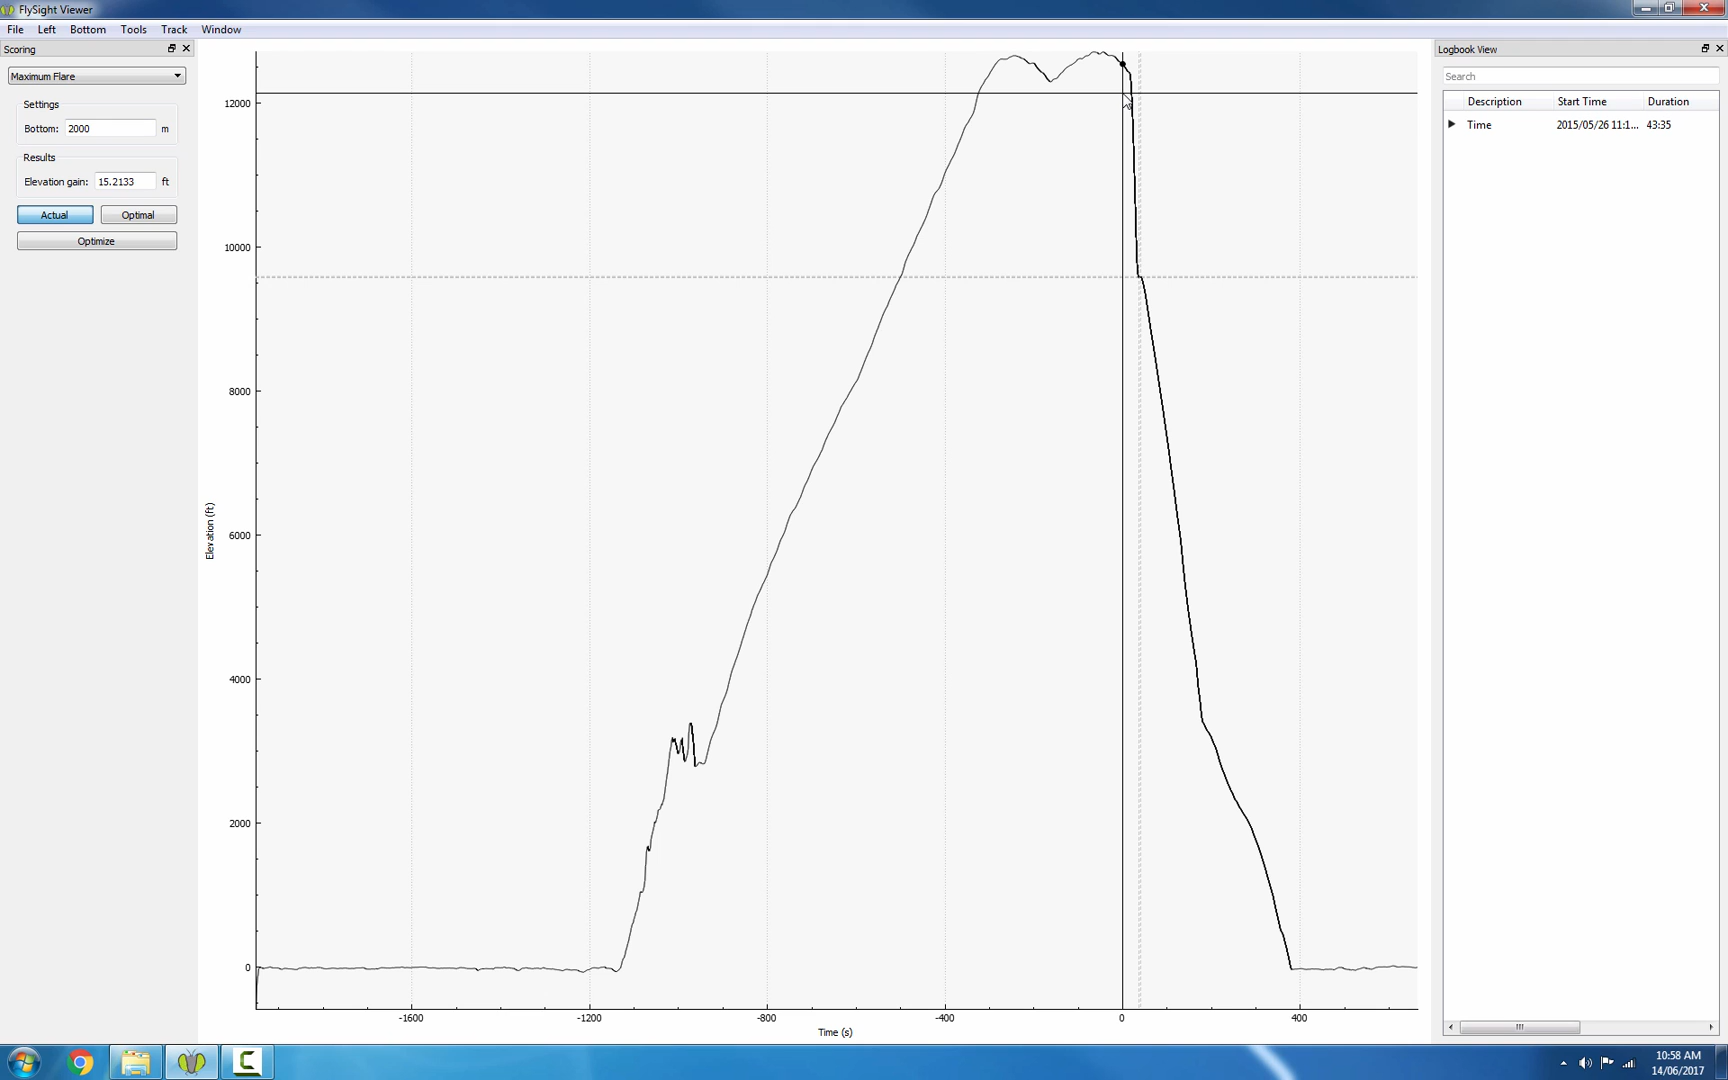 FlySight Viewer
File Left Bottom Tools Track Window
Scoring
Maximum Flare
Settings
Bottom: 2000 m
Results
Elevation gain: 15.2133 ft
Actual Optimal
Optimize
12000
10000
8000
6000
4000
2000
0
Elevation (ft)
-1600 -1200 -800 -400 0 400
Time (s)
Logbook View
Search
Description Start Time Duration
Time 2015/05/26 11:1... 43:35
10:58 AM
14/06/2017